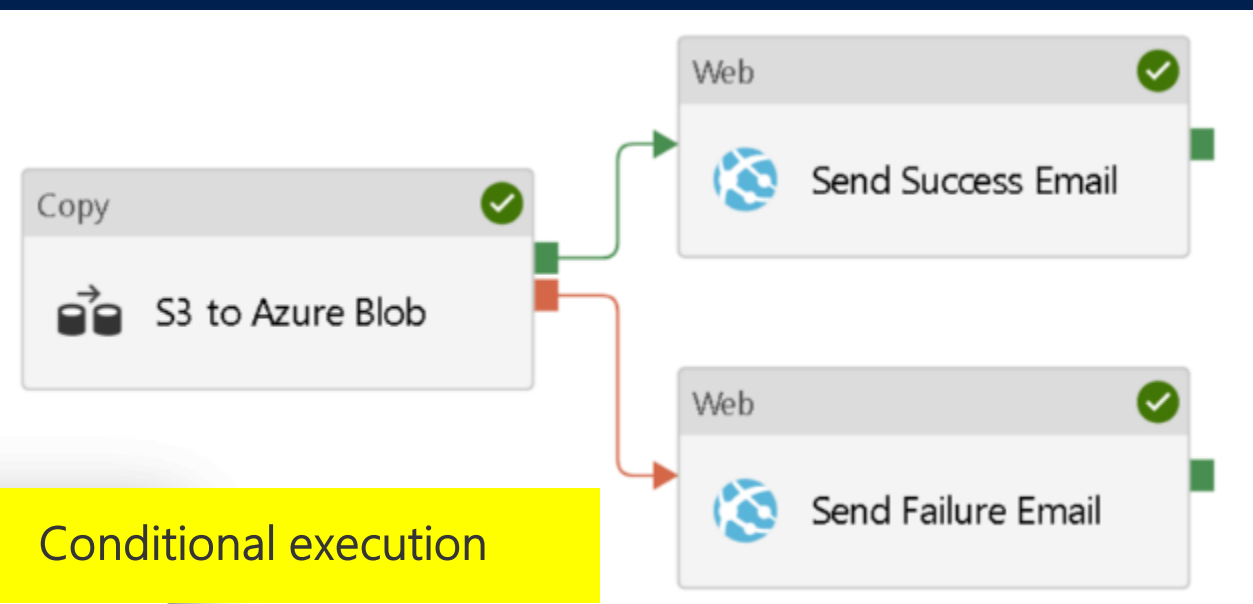 Web
Send Success Email
Copy
S3 to Azure Blob
Web
Send Failure Email
Conditional execution